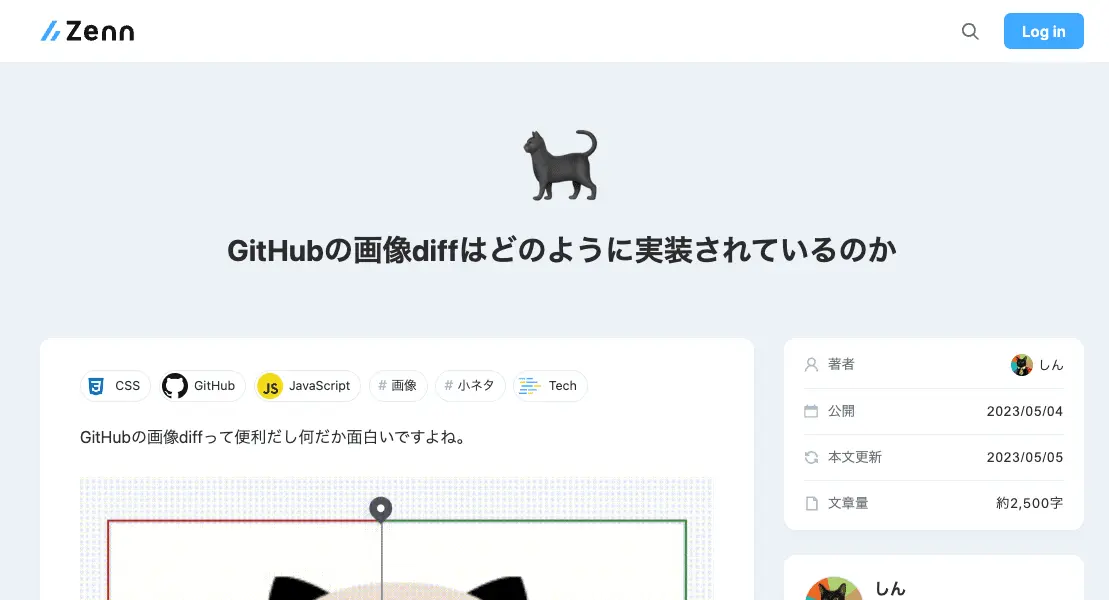 Zenn
Log in
GitHubの画像diffはどのように実装されているのか
CSS
GitHub
JS JavaScript
# 画像
# 小ネタ
Tech
GitHubの画像diffって便利だし何だか面白いですよね。
著者 しん
公開 2023/05/04
本文更新 2023/05/05
文章量 約2,500字
しん